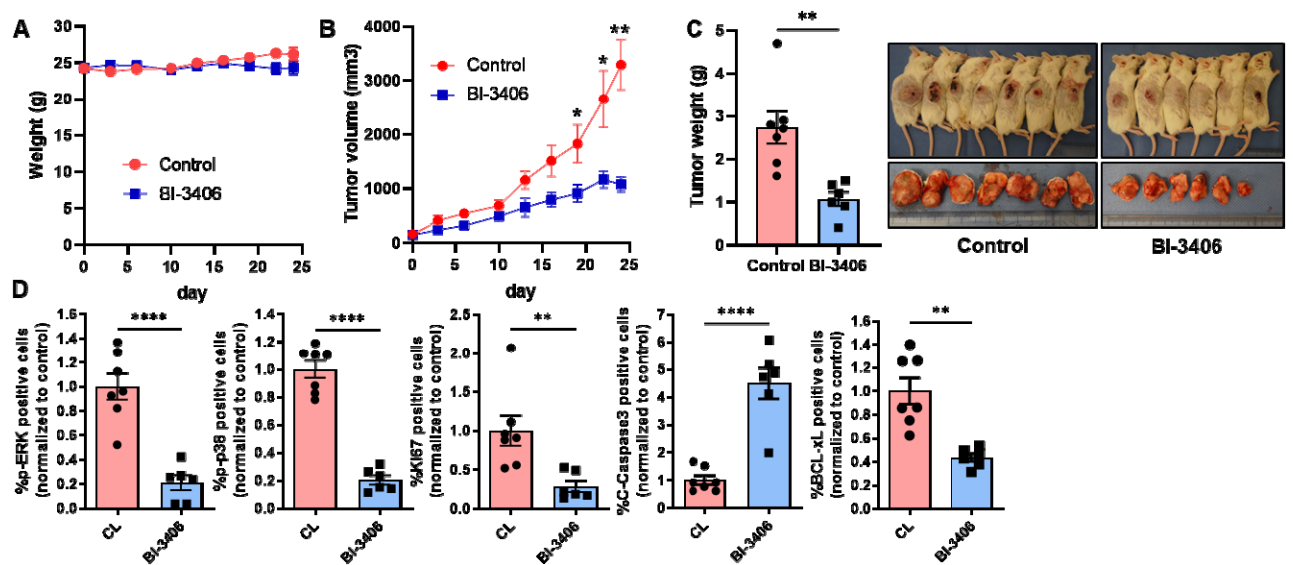 A
Weight (g)
30
25
20
15
10
5
0
Control
BI-3406
0 5 10 15 20 25
day
B
Tumor volume (mm3)
4000
3000
2000
1000
0
Control
BI-3406
* * **
0 5 10 15 20 25
day
C
Tumor weight (g)
5
4
3
2
1
0
**
Control BI-3406
Control BI-3406
D
%p-ERK positive cells
(normalized to control)
1.6
1.4
1.2
1.0
0.8
0.6
0.4
0.2
0.0
****
CL
BI-3406
%p-p38 positive cells
(normalized to control)
1.4
1.2
1.0
0.8
0.6
0.4
0.2
0.0
****
CL
BI-3406
%KI67 positive cells
(normalized to control)
2.5
2.0
1.5
1.0
0.5
0.0
**
CL
BI-3406
%C-Caspase3 positive cells
(normalized to control)
7
6
5
4
3
2
1
0
****
CL
BI-3406
%BCL-xL positive cells
(normalized to control)
1.6
1.4
1.2
1.0
0.8
0.6
0.4
0.2
0.0
**
CL
BI-3406